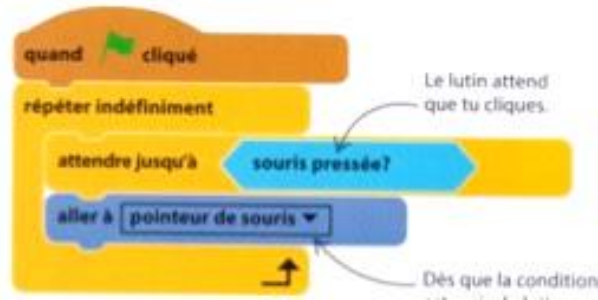 quand cliqué
répéter indéfiniment
Le lutin attend
que tu cliques.
attendre jusqu'à souris pressée?
aller à pointeur de souris
Dès que la condition